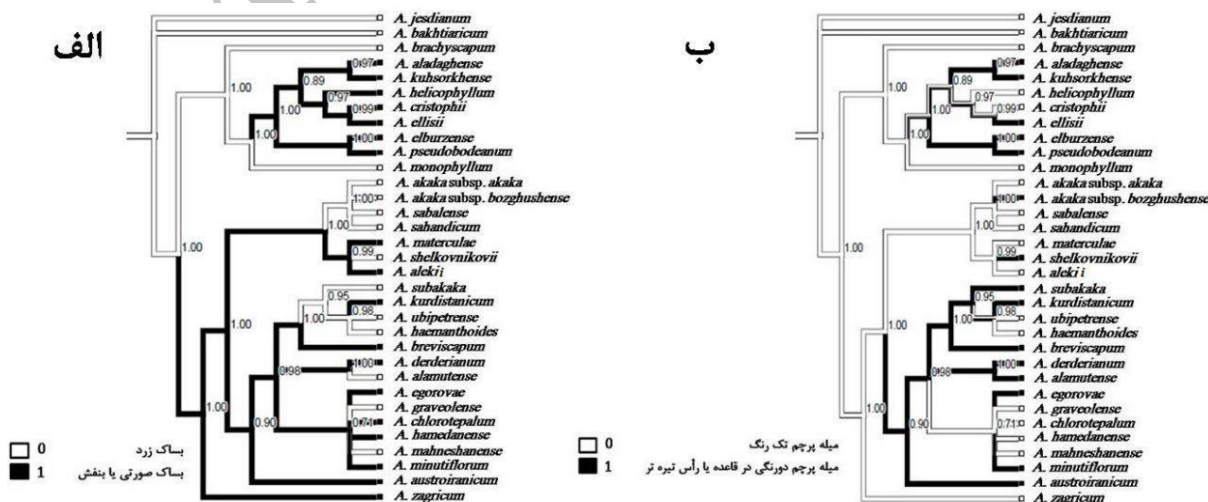 الف
A. jesdianum
A. bakhtiaricum
A. brachyscapum
A. aladaghense
A. kuhsorkhense
A. helicophyllum
A. cristophii
A. ellisii
A. elburzense
A. pseudobodeanum
A. monophyllum
A. akaka subsp. akaka
A. akaka subsp. bozghushense
A. sabalense
A. sahandicum
A. materculae
A. shelkovnikovii
A. aleki i
A. subakaka
A. kurdistanicum
A. ubipetrense
A. haemanthoides
A. breviscapum
A. derderianum
A. alamutense
A. egorovae
A. graveolense
A. chlorotepalum
A. hamedanense
A. mahneshanense
A. minutiflorum
A. austroiranicum
A. zagricum
0.97
0.89
0.97
1.00
1.00
0.99
1.00
1.00
1.00
1.00
1.00
0.99
0.95
1.00
1.00
0.98
1.00
0.98
1.00
0.90
0.71
0 بساک زرد
1 بساک صورتی یا بنفش
ب
A. jesdianum
A. bakhtiaricum
A. brachyscapum
A. aladaghense
A. kuhsorkhense
A. helicophyllum
A. cristophii
A. ellisii
A. elburzense
A. pseudobodeanum
A. monophyllum
A. akaka subsp. akaka
A. akaka subsp. bozghushense
A. sabalense
A. sahandicum
A. materculae
A. shelkovnikovii
A. aleki i
A. subakaka
A. kurdistanicum
A. ubipetrense
A. haemanthoides
A. breviscapum
A. derderianum
A. alamutense
A. egorovae
A. graveolense
A. chlorotepalum
A. hamedanense
A. mahneshanense
A. minutiflorum
A. austroiranicum
A. zagricum
0.97
0.89
0.97
1.00
1.00
0.99
1.00
1.00
1.00
1.00
1.00
0.99
0.95
1.00
1.00
0.98
1.00
0.98
1.00
0.90
0.71
0 میله پرچم تک رنگ
1 میله پرچم دورنگی در قاعده یا رأس تیره تر